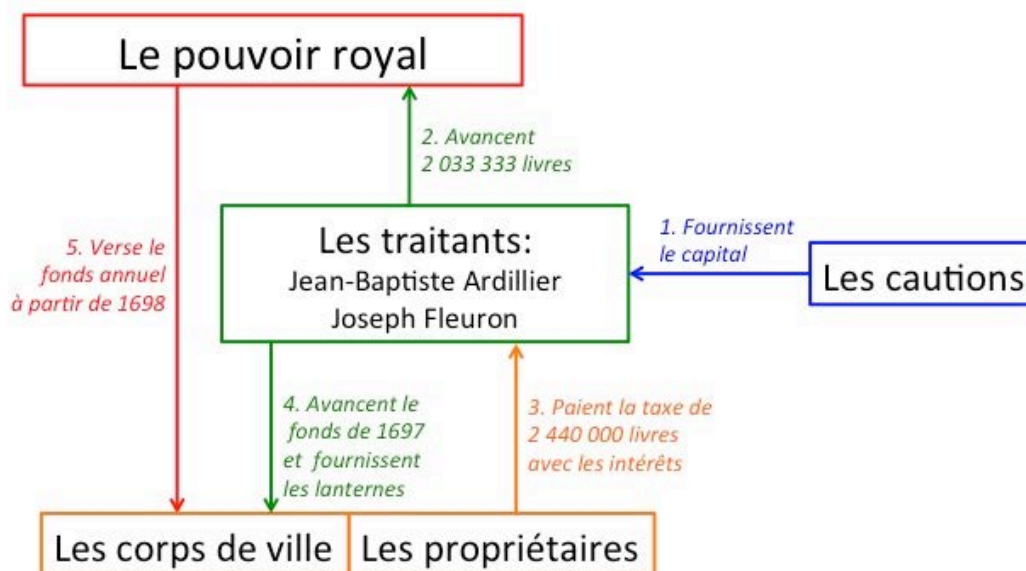 Le pouvoir royal
2. Avancent
2 033 333 livres
Les traitants:
Jean-Baptiste Ardillier
Joseph Fleuron
1. Fournissent
le capital
Les cautions
5. Verse le
fonds annuel
à partir de 1698
4. Avancent le
fonds de 1697
et fournissent
les lanternes
3. Paient la taxe de
2 440 000 livres
avec les intérêts
Les corps de ville
Les propriétaires